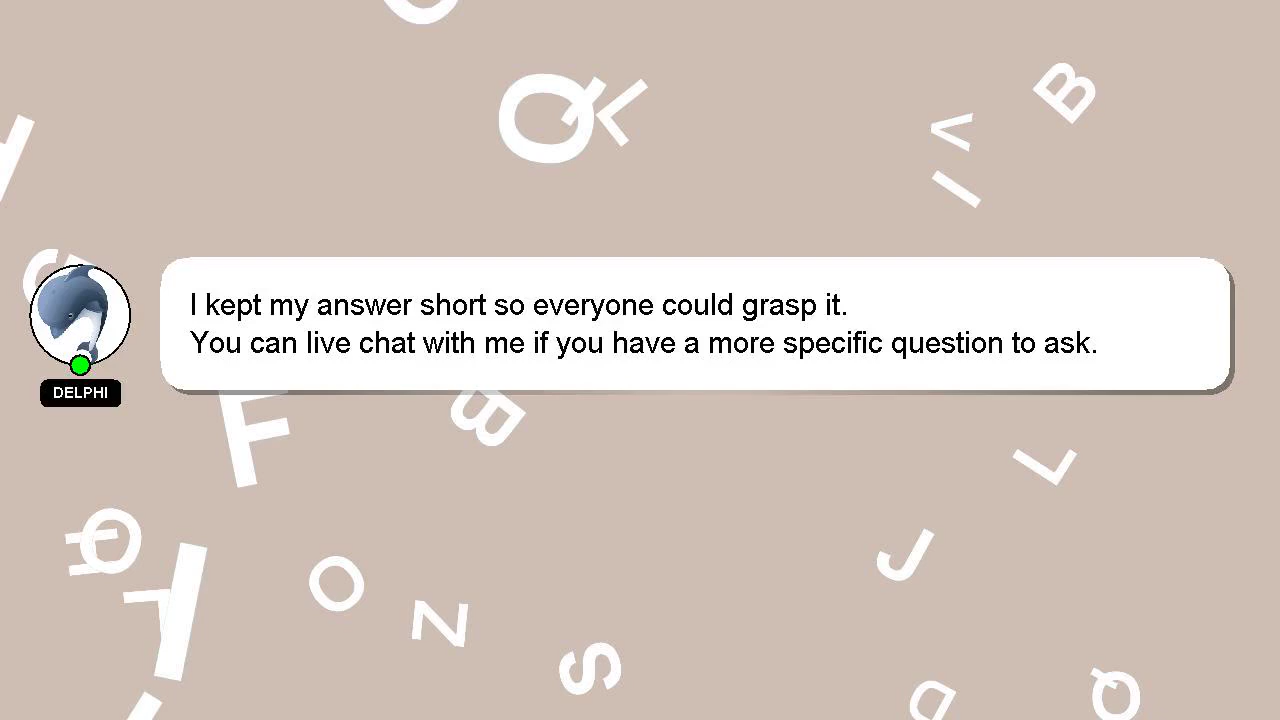 I kept my answer short so everyone could grasp it.
You can live chat with me if you have a more specific question to ask.
DELPHI
Q
L
V
B
I
G
F
B
L
J
O
Z
S
D
Q